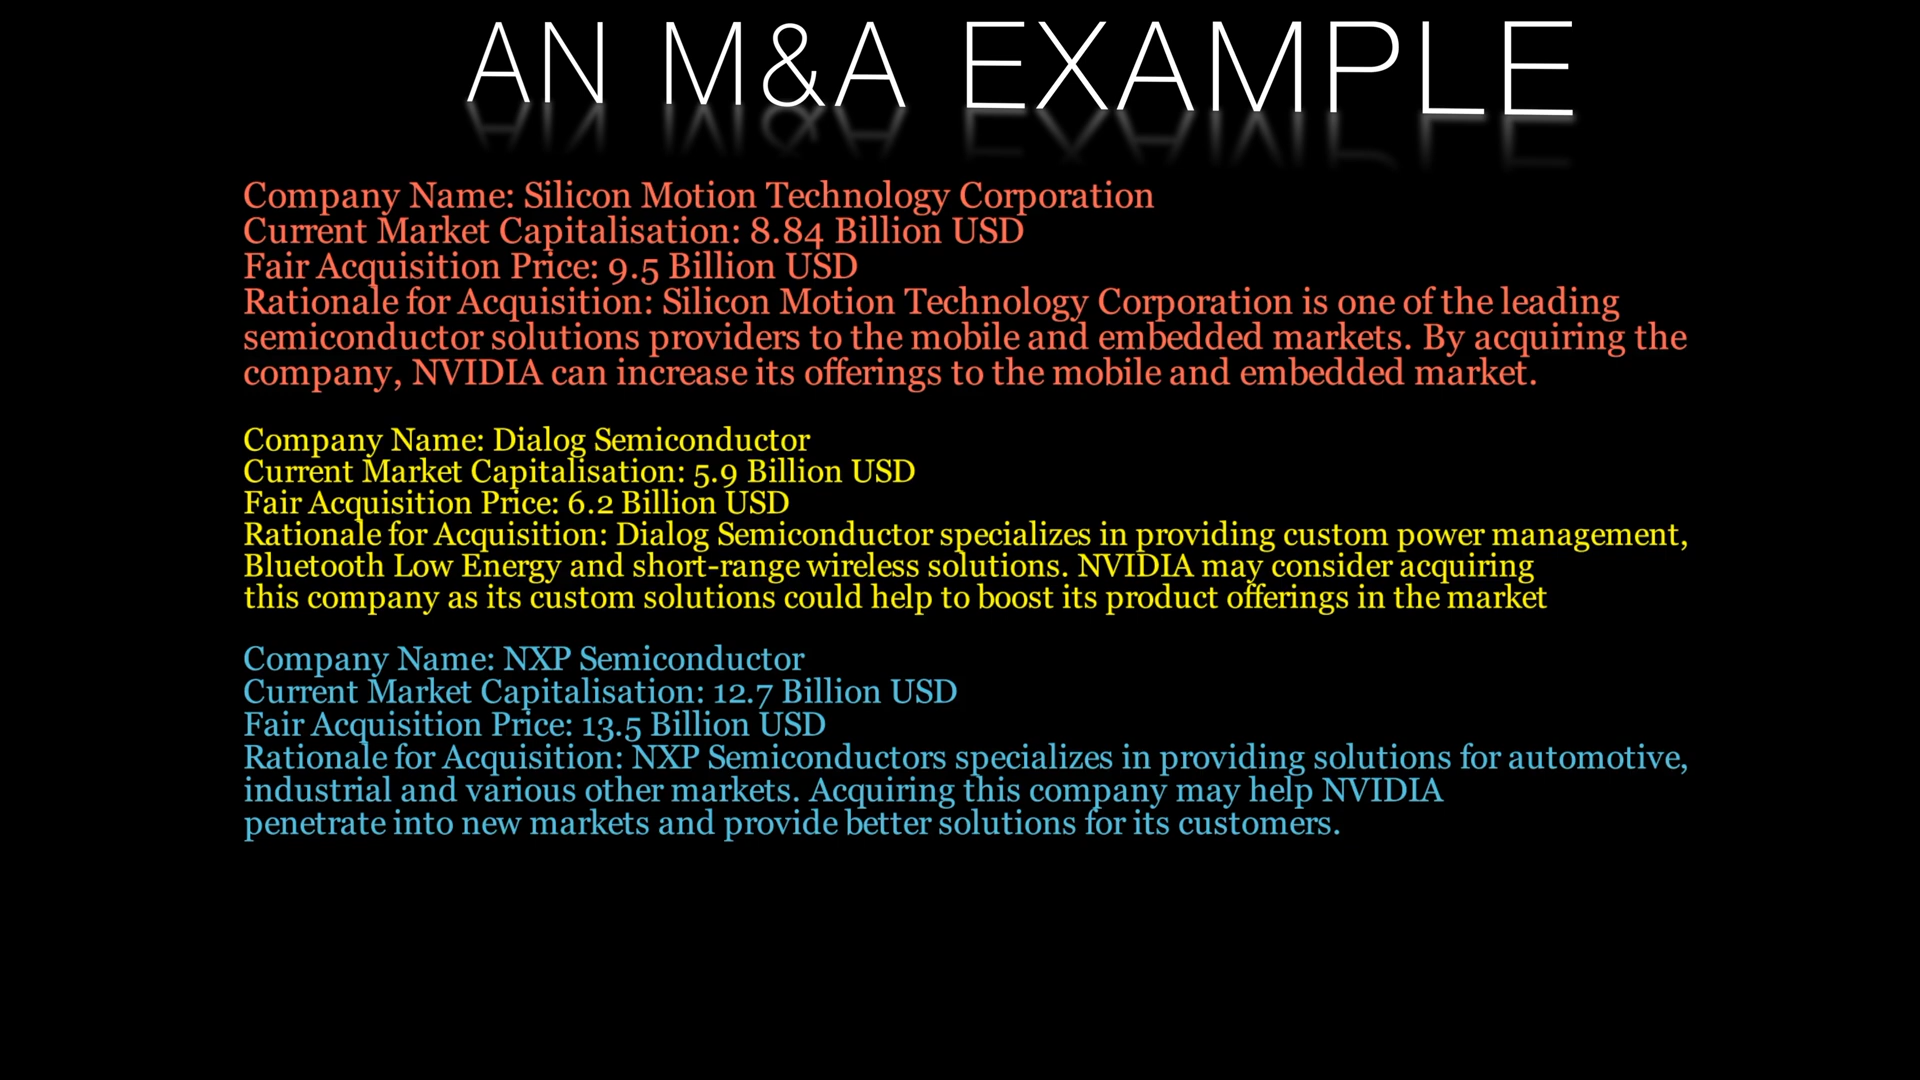 AN M&A EXAMPLE
Company Name: Silicon Motion Technology Corporation
Current Market Capitalisation: 8.84 Billion USD
Fair Acquisition Price: 9.5 Billion USD
Rationale for Acquisition: Silicon Motion Technology Corporation is one of the leading
semiconductor solutions providers to the mobile and embedded markets. By acquiring the
company, NVIDIA can increase its offerings to the mobile and embedded market.
Company Name: Dialog Semiconductor
Current Market Capitalisation: 5.9 Billion USD
Fair Acquisition Price: 6.2 Billion USD
Rationale for Acquisition: Dialog Semiconductor specializes in providing custom power management,
Bluetooth Low Energy and short-range wireless solutions. NVIDIA may consider acquiring
this company as its custom solutions could help to boost its product offerings in the market
Company Name: NXP Semiconductor
Current Market Capitalisation: 12.7 Billion USD
Fair Acquisition Price: 13.5 Billion USD
Rationale for Acquisition: NXP Semiconductors specializes in providing solutions for automotive,
industrial and various other markets. Acquiring this company may help NVIDIA
penetrate into new markets and provide better solutions for its customers.